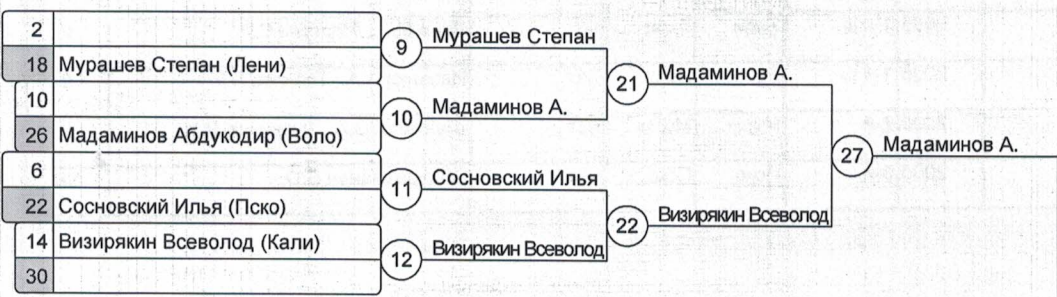 2
18 Мурашев Степан (Лени)
10
26 Мадаминов Абдукодир (Воло)
6
22 Сосновский Илья (Пско)
14 Визирякин Всеволод (Кали)
30
9 Мурашев Степан
10 Мадаминов А.
11 Сосновский Илья
12 Визирякин Всеволод
21 Мадаминов А.
22 Визирякин Всеволод
27 Мадаминов А.